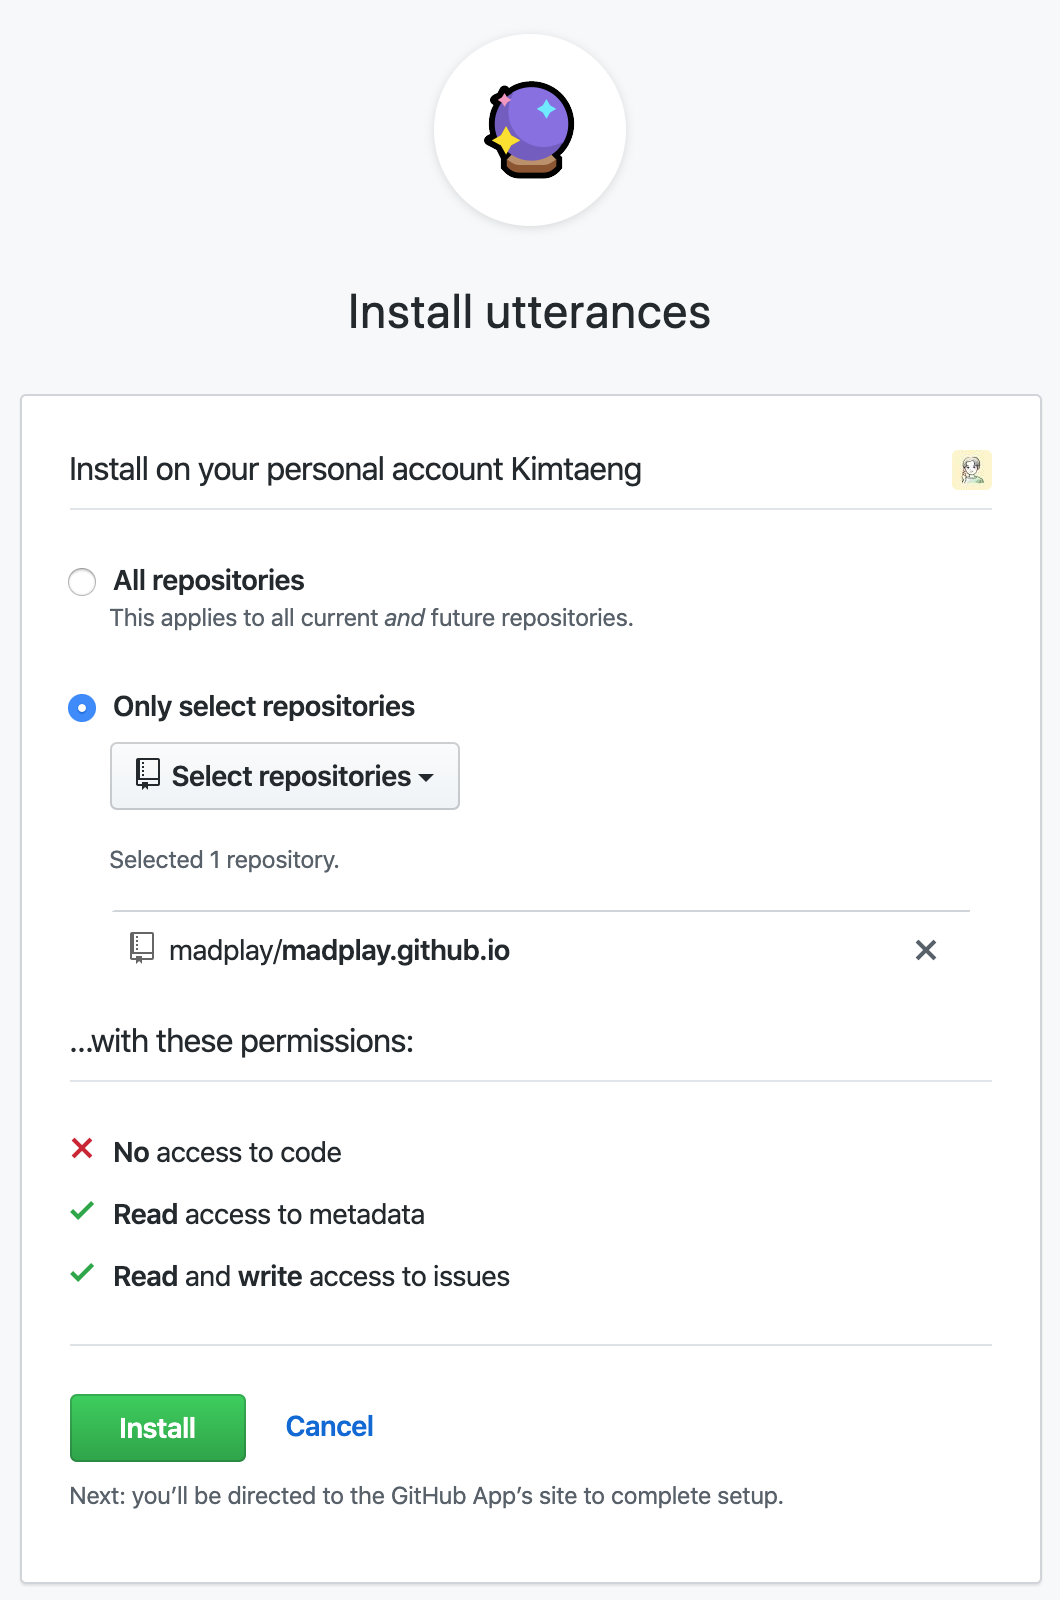 Install utterances
Install on your personal account Kimtaeng
All repositories
This applies to all current and future repositories.
Only select repositories
Select repositories
Selected 1 repository.
madplay/madplay.github.io
...with these permissions:
No access to code
Read access to metadata
Read and write access to issues
Install
Cancel
Next: you’ll be directed to the GitHub App’s site to complete setup.